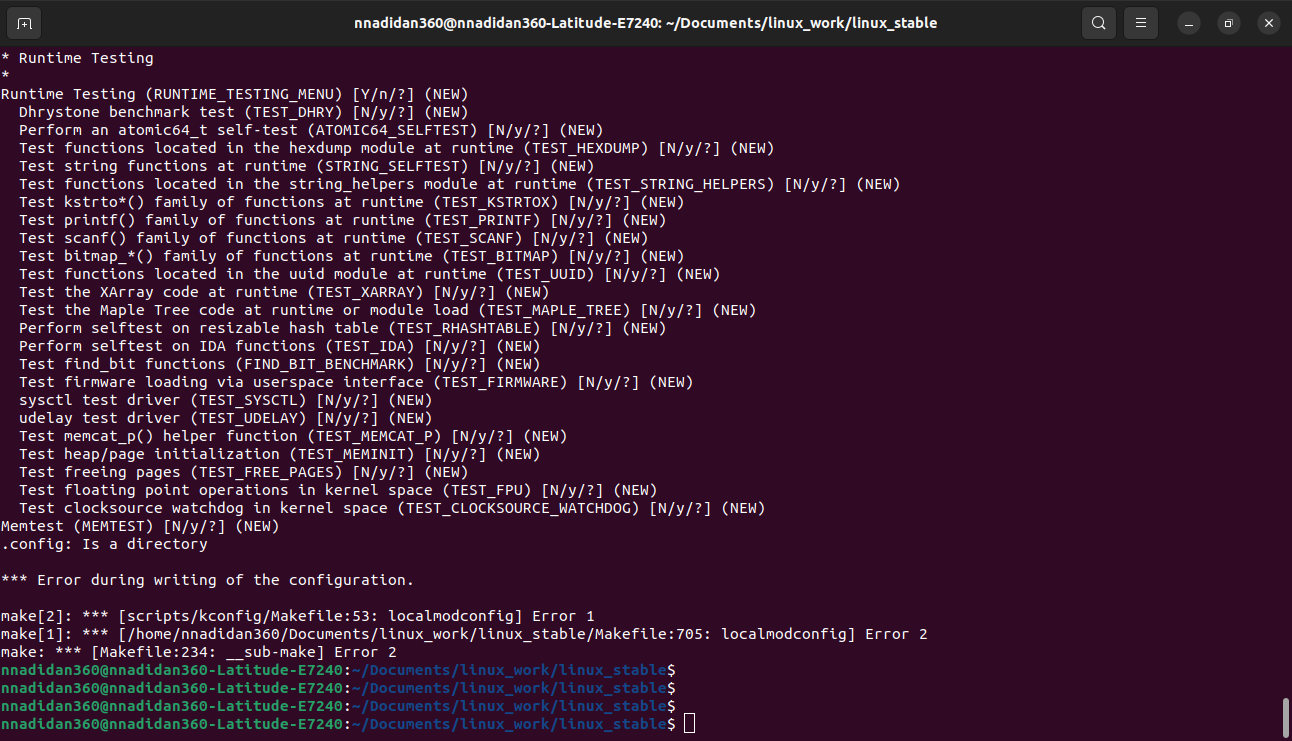 nnadidan360@nnadidan360-Latitude-E7240: ~/Documents/linux_work/linux_stable
* Runtime Testing
*
Runtime Testing (RUNTIME_TESTING_MENU) [Y/n/?] (NEW)
Dhrystone benchmark test (TEST_DHRY) [N/y/?] (NEW)
Perform an atomic64_t self-test (ATOMIC64_SELFTEST) [N/y/?] (NEW)
Test functions located in the hexdump module at runtime (TEST_HEXDUMP) [N/y/?] (NEW)
Test string functions at runtime (STRING_SELFTEST) [N/y/?] (NEW)
Test functions located in the string_helpers module at runtime (TEST_STRING_HELPERS) [N/y/?] (NEW)
Test kstrto*() family of functions at runtime (TEST_KSTRTOX) [N/y/?] (NEW)
Test printf() family of functions at runtime (TEST_PRINTF) [N/y/?] (NEW)
Test scanf() family of functions at runtime (TEST_SCANF) [N/y/?] (NEW)
Test bitmap_*() family of functions at runtime (TEST_BITMAP) [N/y/?] (NEW)
Test functions located in the uuid module at runtime (TEST_UUID) [N/y/?] (NEW)
Test the XArray code at runtime (TEST_XARRAY) [N/y/?] (NEW)
Test the Maple Tree code at runtime or module load (TEST_MAPLE_TREE) [N/y/?] (NEW)
Perform selftest on resizable hash table (TEST_RHASHTABLE) [N/y/?] (NEW)
Perform selftest on IDA functions (TEST_IDA) [N/y/?] (NEW)
Test find_bit functions (FIND_BIT_BENCHMARK) [N/y/?] (NEW)
Test firmware loading via userspace interface (TEST_FIRMWARE) [N/y/?] (NEW)
sysctl test driver (TEST_SYSCTL) [N/y/?] (NEW)
udelay test driver (TEST_UDELAY) [N/y/?] (NEW)
Test memcat_p() helper function (TEST_MEMCAT_P) [N/y/?] (NEW)
Test heap/page initialization (TEST_MEMINIT) [N/y/?] (NEW)
Test freeing pages (TEST_FREE_PAGES) [N/y/?] (NEW)
Test floating point operations in kernel space (TEST_FPU) [N/y/?] (NEW)
Test clocksource watchdog in kernel space (TEST_CLOCKSOURCE_WATCHDOG) [N/y/?] (NEW)
Memtest (MEMTEST) [N/y/?] (NEW)
.config: Is a directory
*** Error during writing of the configuration.
make[2]: *** [scripts/kconfig/Makefile:53: localmodconfig] Error 1
make[1]: *** [/home/nnadidan360/Documents/linux_work/linux_stable/Makefile:705: localmodconfig] Error 2
make: *** [Makefile:234: __sub-make] Error 2
nnadidan360@nnadidan360-Latitude-E7240:~/Documents/linux_work/linux_stable$
nnadidan360@nnadidan360-Latitude-E7240:~/Documents/linux_work/linux_stable$
nnadidan360@nnadidan360-Latitude-E7240:~/Documents/linux_work/linux_stable$
nnadidan360@nnadidan360-Latitude-E7240:~/Documents/linux_work/linux_stable$